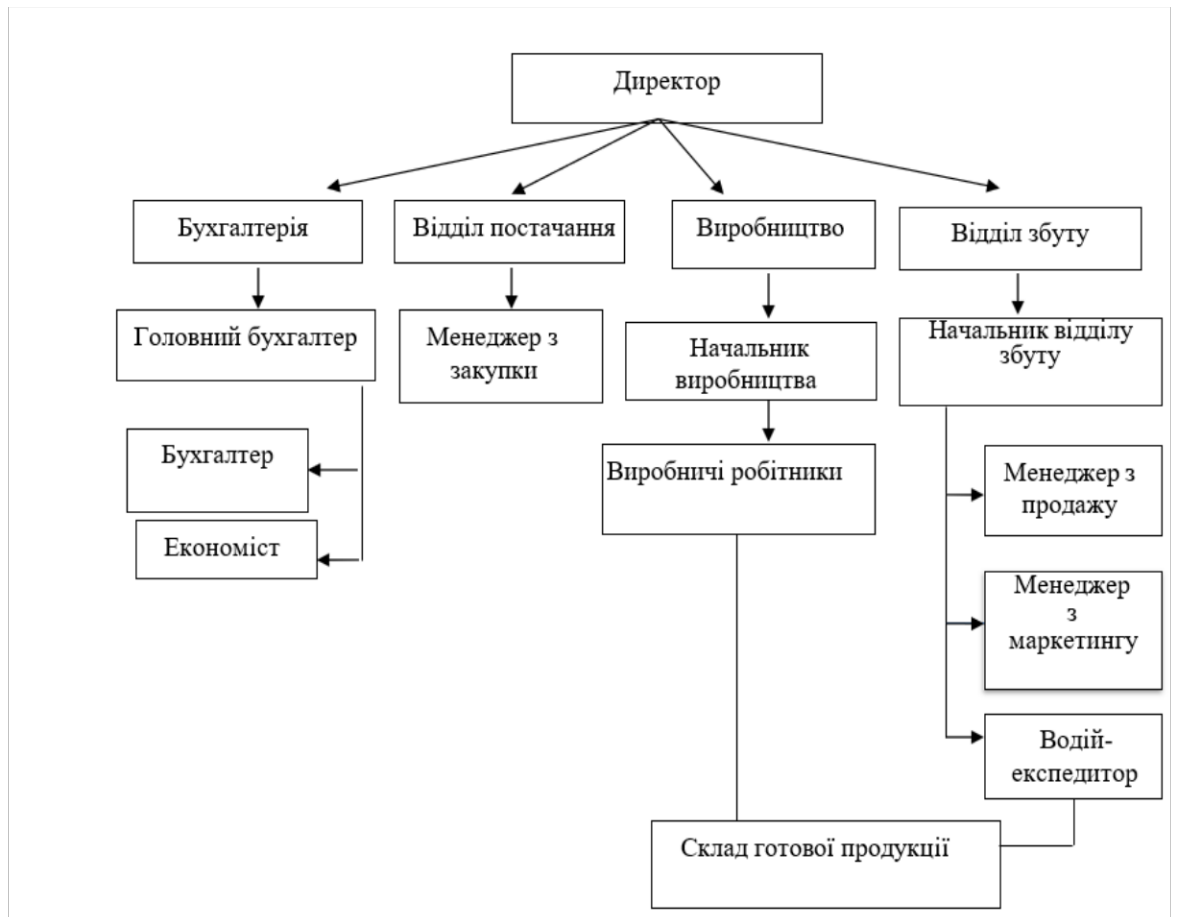 Директор
Бухгалтерія
Відділ постачання
Виробництво
Відділ збуту
Головний бухгалтер
Менеджер з
закупки
Начальник
виробництва
Начальник відділу
збуту
Бухгалтер
Економіст
Виробничі робітники
Менеджер з
продажу
Менеджер
з
маркетингу
Водій-
експедитор
Склад готової продукції